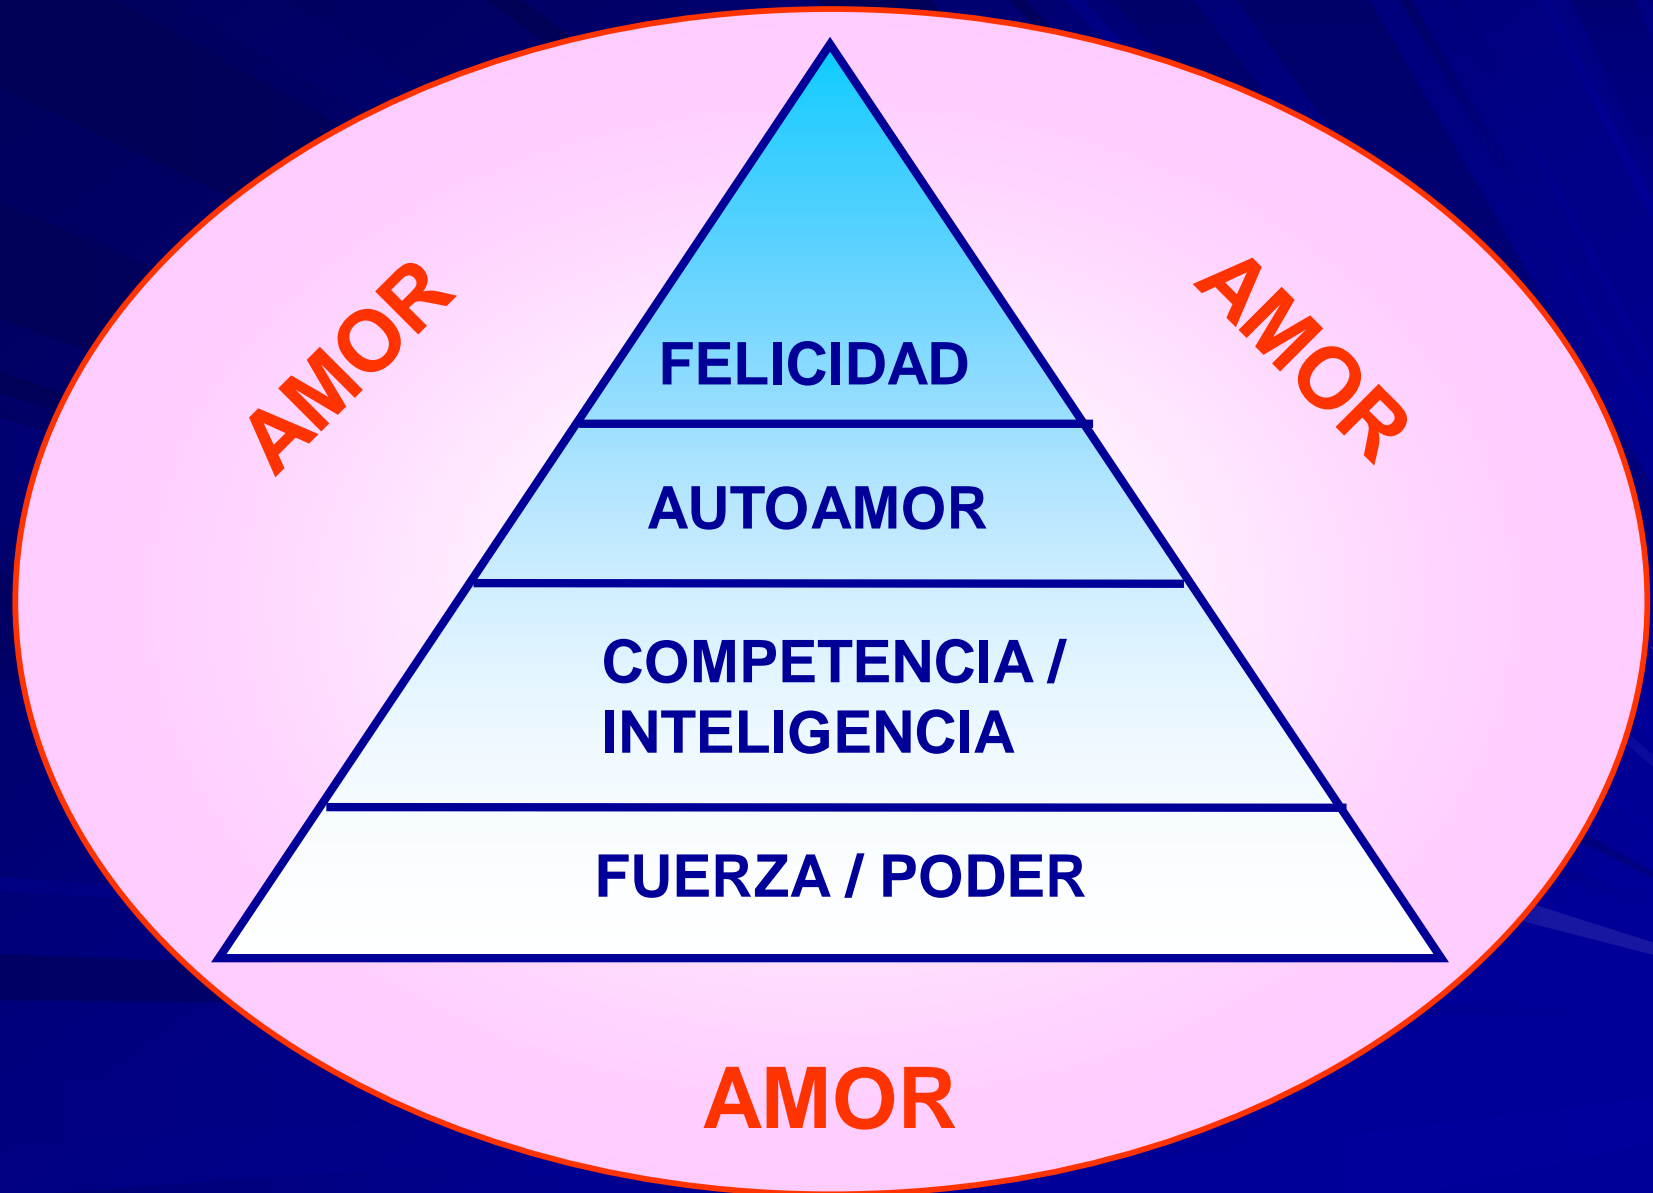 AMOR
AMOR
FELICIDAD
AUTOAMOR
COMPETENCIA /
INTELIGENCIA
FUERZA / PODER
AMOR